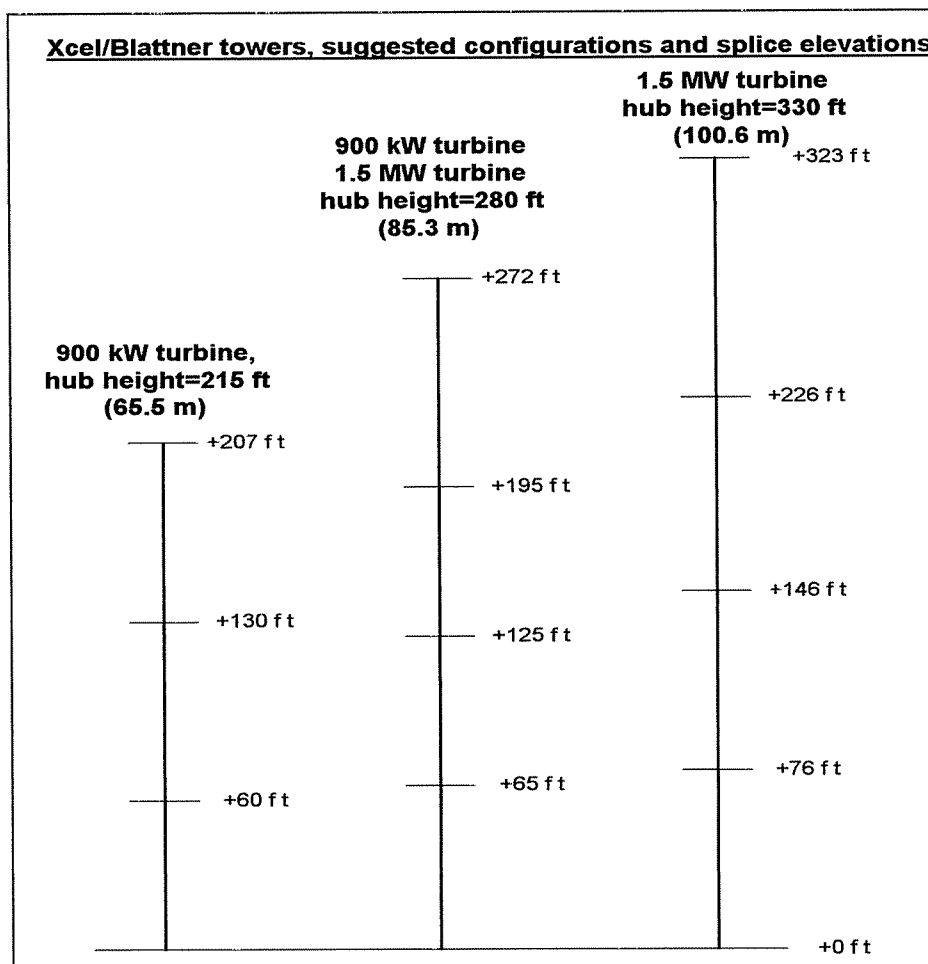 Xcel/Blattner towers, suggested configurations and splice elevations
1.5 MW turbine
hub height=330 ft
(100.6 m)
+323 ft
900 kW turbine
1.5 MW turbine
hub height=280 ft
(85.3 m)
+272 ft
900 kW turbine,
hub height=215 ft
(65.5 m)
+207 ft
+226 ft
+195 ft
+146 ft
+130 ft
+125 ft
+76 ft
+65 ft
+60 ft
+0 ft